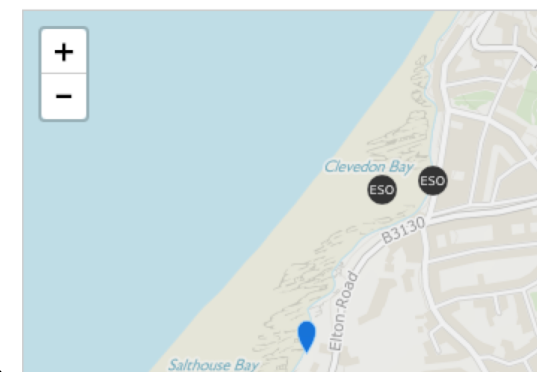 +
−
Clevedon Bay
ESO
ESO
B3130
Elton Road
Salthouse Bay